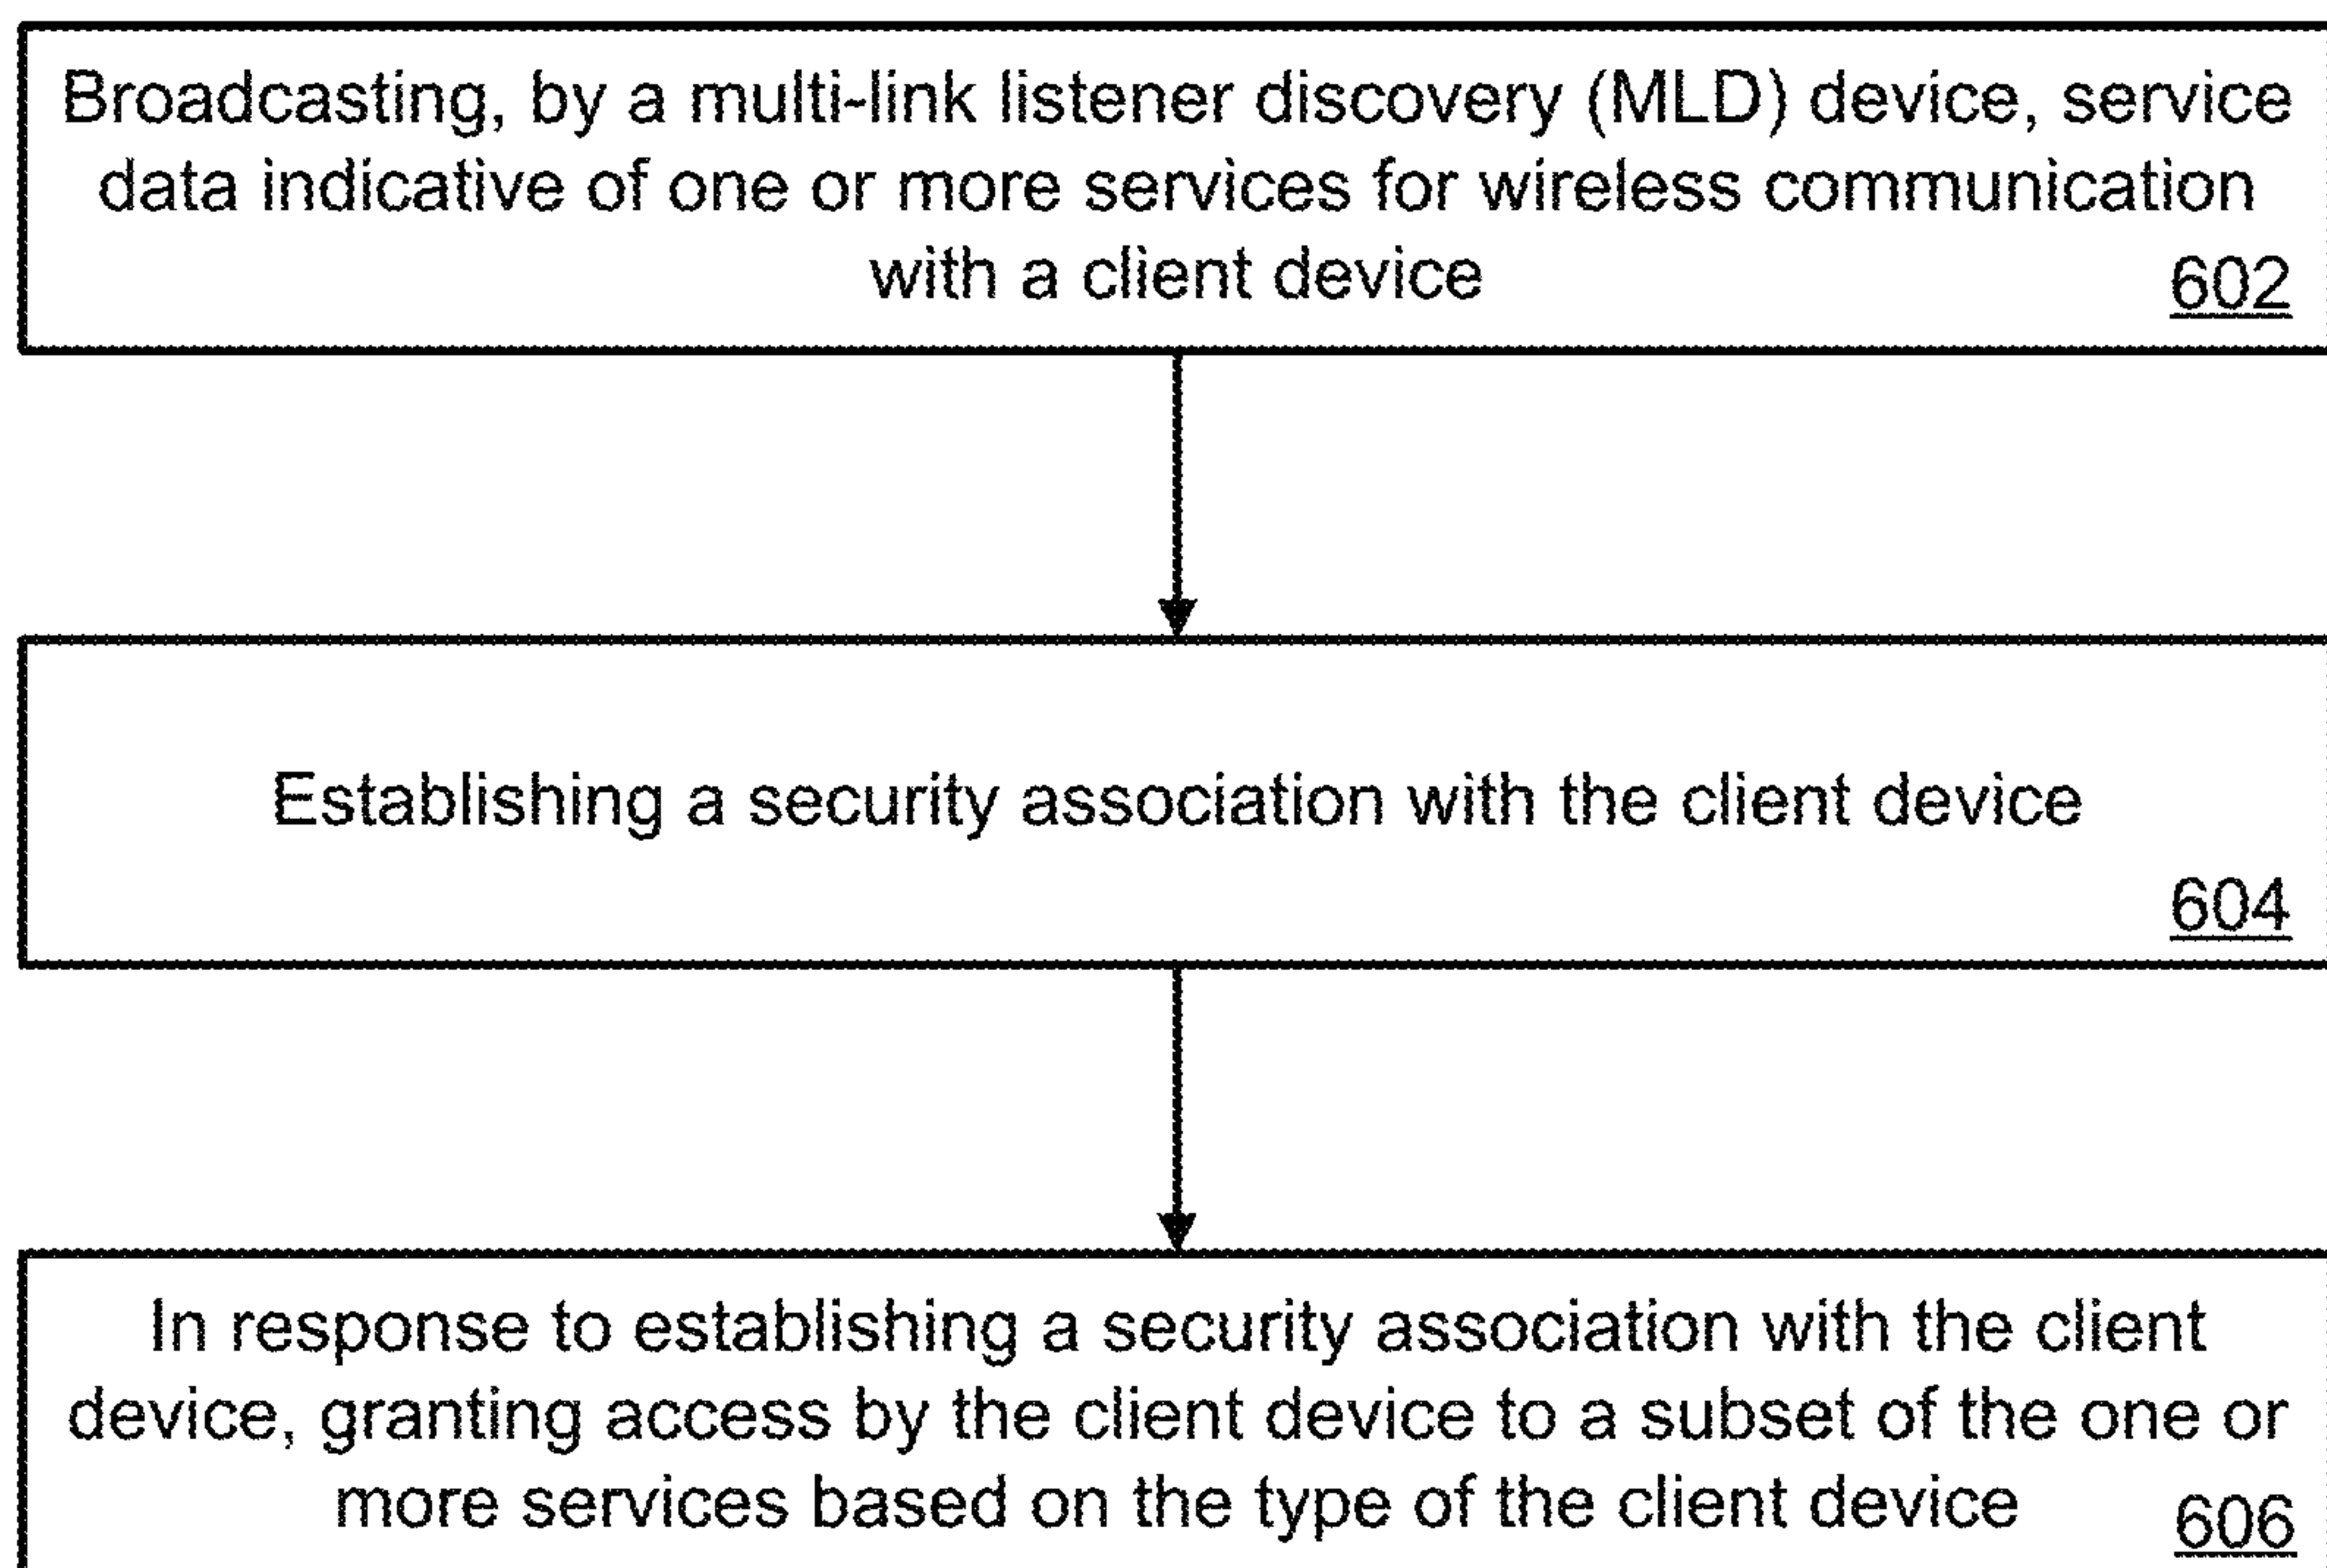 Broadcasting, by a multi-link listener discovery (MLD) device, service
data indicative of one or more services for wireless communication
with a client device
602
Establishing a security association with the client device
604
In response to establishing a security association with the client
device, granting access by the client device to a subset of the one or
more services based on the type of the client device
606